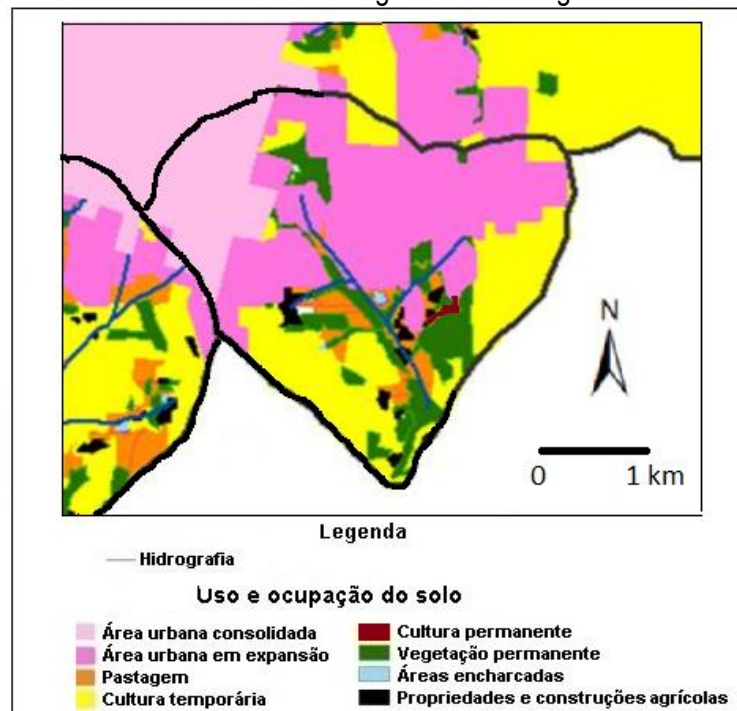 N
0 1 km
Legenda
Hidrografia
Uso e ocupação do solo
Área urbana consolidada
Área urbana em expansão
Pastagem
Cultura temporária
Cultura permanente
Vegetação permanente
Áreas encharcadas
Propriedades e construções agrícolas